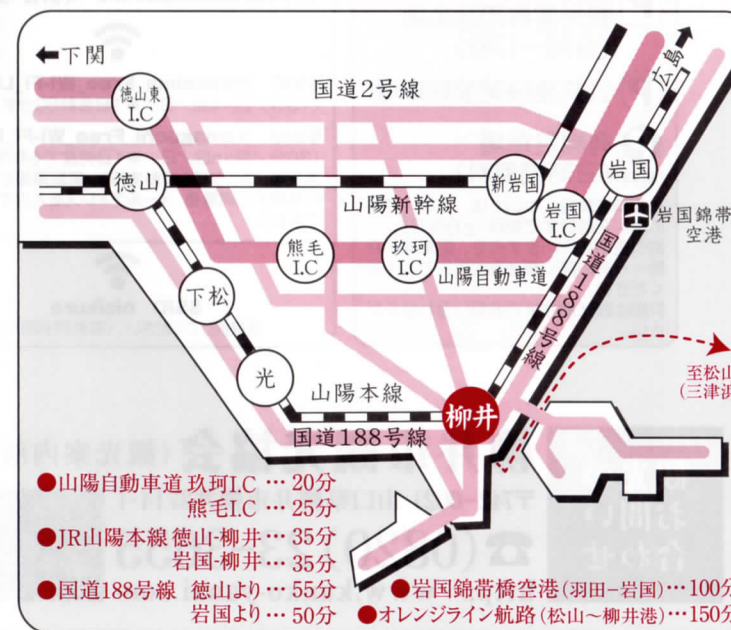 ←下関
国道2号線
広島
徳山東
I.C
徳山
新岩国
岩国
山陽新幹線
岩国
I.C
岩国錦帯
空港
熊毛
I.C
玖珂
I.C
山陽自動車道
国道188号線
下松
光
山陽本線
柳井
国道188号線
至松山
(三津浜
●山陽自動車道 玖珂I.C … 20分
熊毛I.C … 25分
●JR山陽本線 徳山-柳井 … 35分
岩国-柳井 … 35分
●国道188号線 徳山より … 55分
岩国より … 50分
●岩国錦帯橋空港(羽田−岩国)…100分
●オレンジライン航路(松山〜柳井港)…150分